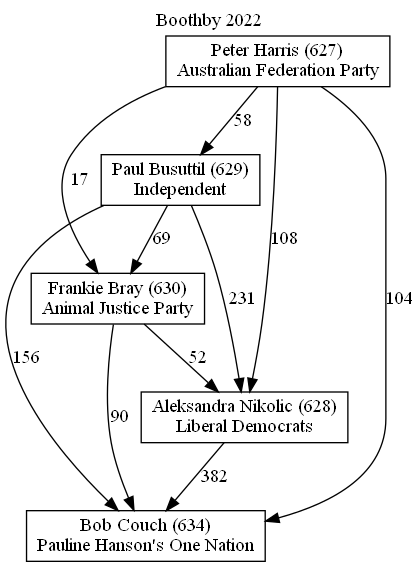 Boothby 2022
Peter Harris (627)
Australian Federation Party
58
Paul Busuttil (629)
Independent
17
69
108
Frankie Bray (630)
Animal Justice Party
231
104
156
52
90
Aleksandra Nikolic (628)
Liberal Democrats
382
Bob Couch (634)
Pauline Hanson's One Nation